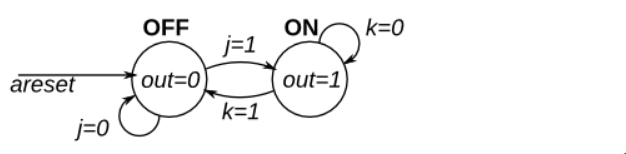 OFF
ON
j=1
k=0
areset
out=0
out=1
k=1
j=0